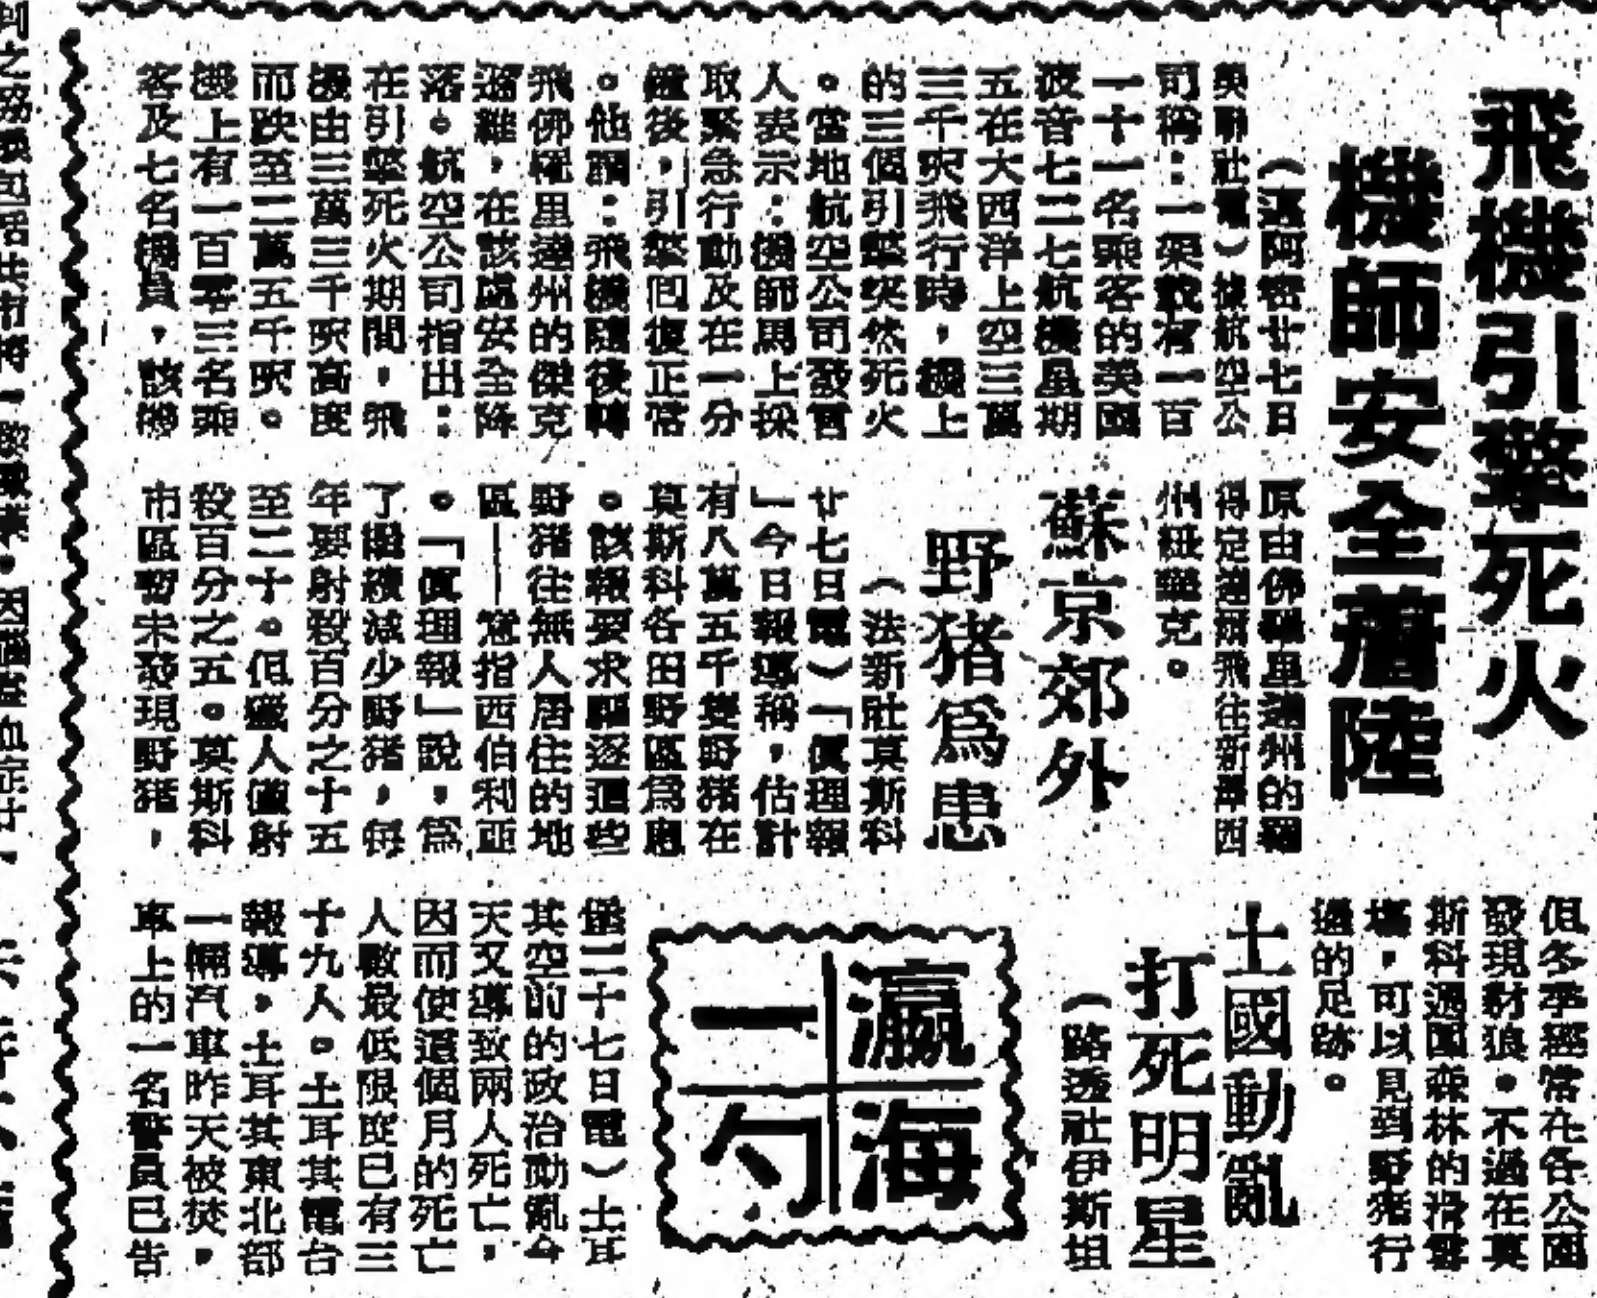 飛機引擎死火
機師安全着陸
（邁阿密廿七日
美聯社電）據航空公
司稱：一架載有一百
一十一名乘客的美國
波音七二七航機星期
五在大西洋上空三萬
三千呎飛行時，機上
的三個引擎突然死火
。當地航空公司發言
人表示：機師馬上採
取緊急行動及在一分
鐘後，引擎回復正常
。他謂：飛機隨後轉
飛佛羅里達州的傑克
遜維，在該處安全降
落。航空公司指出：
在引擎死火期間，飛
機由三萬三千呎高度
而跌至二萬五千呎。
機上有一百零三名乘
客及七名機員，該機
原由佛羅里達州的羅
得定達爾飛往新澤西
州紐華克。
蘇京郊外
野猪爲患
（法新社莫斯科
廿七日電）「眞理報
」今日報導稱，估計
有八萬五千雙野猪在
莫斯科各田野區爲患
。該報要求驅逐這些
野猪往無人居住的地
區——意指西伯利亞
。「眞理報」說，爲
了繼續減少野猪，每
年要射殺百分之十五
至二十。但獵人僅射
殺百分之五。莫斯科
市區暫未發現野猪，
但冬季經常在各公園
發現豺狼。不過在莫
斯科週圍森林的滑雪
塲，可以見到野猪行
過的足跡。
土國動亂
打死明星
（路透社伊斯坦
堡二十七日電）土耳
其空前的政治動亂今
天又導致兩人死亡，
因而使這個月的死亡
人數最低限度已有三
十九人。土耳其電台
報導，土耳其東北部
一輛汽車昨天被焚，
車上的一名警員已告
瀛海
一勺